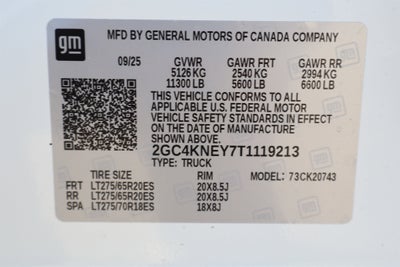 gm
MFD BY GENERAL MOTORS OF CANADA COMPANY
09/25 GVWR GAWR FRT GAWR RR
5126 KG 2540 KG 2994 KG
11300 LB 5600 LB 6600 LB
THIS VEHICLE CONFORMS TO ALL
APPLICABLE U.S. FEDERAL MOTOR
VEHICLE SAFETY STANDARDS IN EFFECT
ON THE DATE OF MANUFACTURE
SHOWN ABOVE.
2GC4KNEY7T1119213
TYPE: TRUCK
TIRE SIZE RIM MODEL: 73CK20743
FRT LT275/65R20ES 20X8.5J
RR LT275/65R20ES 20X8.5J
SPA LT275/70R18ES 18X8J